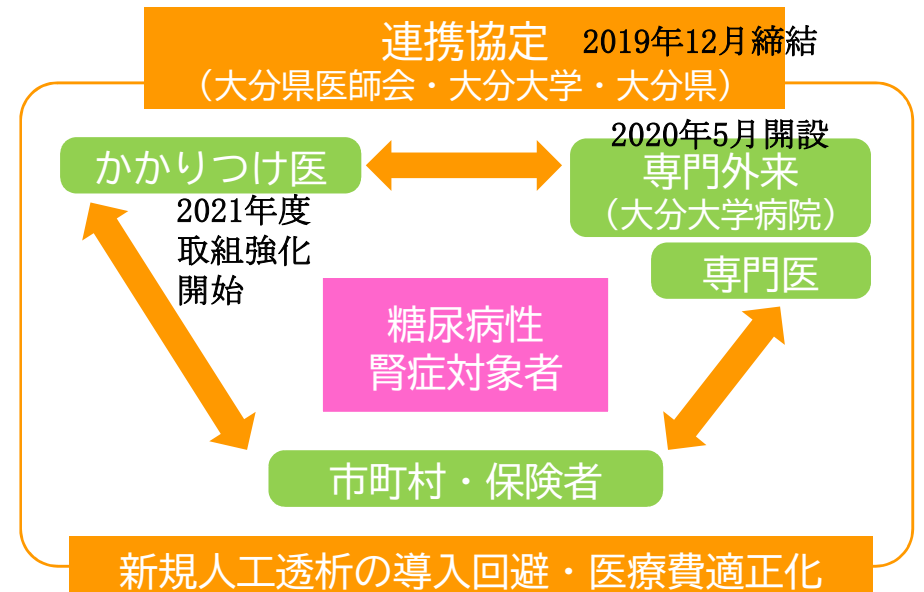 連携協定 2019年12月締結
（大分県医師会・大分大学・大分県）
2020年5月開設
かかりつけ医
専門外来
（大分大学病院）
2021年度
取組強化
開始
専門医
糖尿病性
腎症対象者
市町村・保険者
新規人工透析の導入回避・医療費適正化